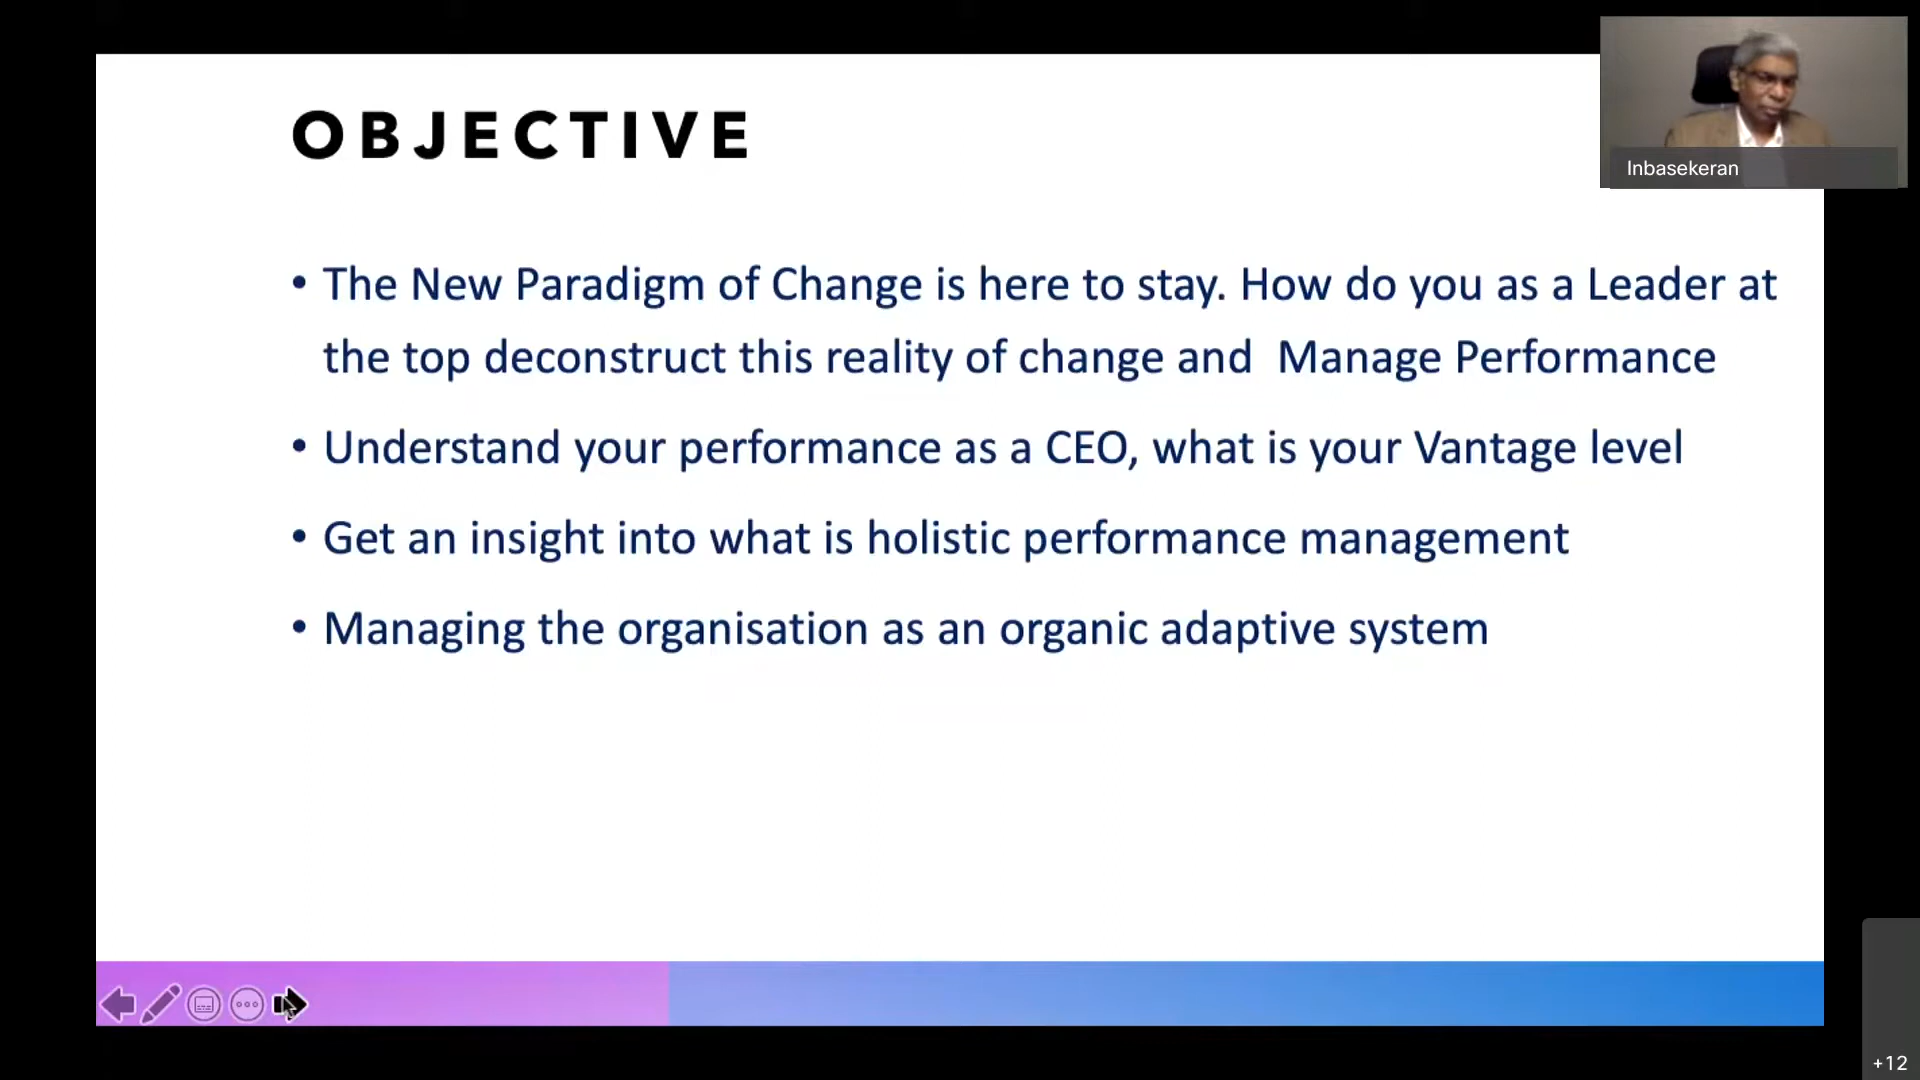 OBJECTIVE
Inbasekeran
• The New Paradigm of Change is here to stay. How do you as a Leader at
the top deconstruct this reality of change and  Manage Performance
• Understand your performance as a CEO, what is your Vantage level
• Get an insight into what is holistic performance management
• Managing the organisation as an organic adaptive system
+12